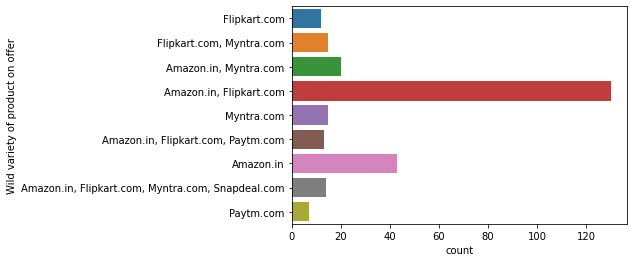 Wild variety of product on offer
Flipkart.com
Flipkart.com, Myntra.com
Amazon.in, Myntra.com
Amazon.in, Flipkart.com
Myntra.com
Amazon.in, Flipkart.com, Paytm.com
Amazon.in
Amazon.in, Flipkart.com, Myntra.com, Snapdeal.com
Paytm.com
0 20 40 60 80 100 120
count